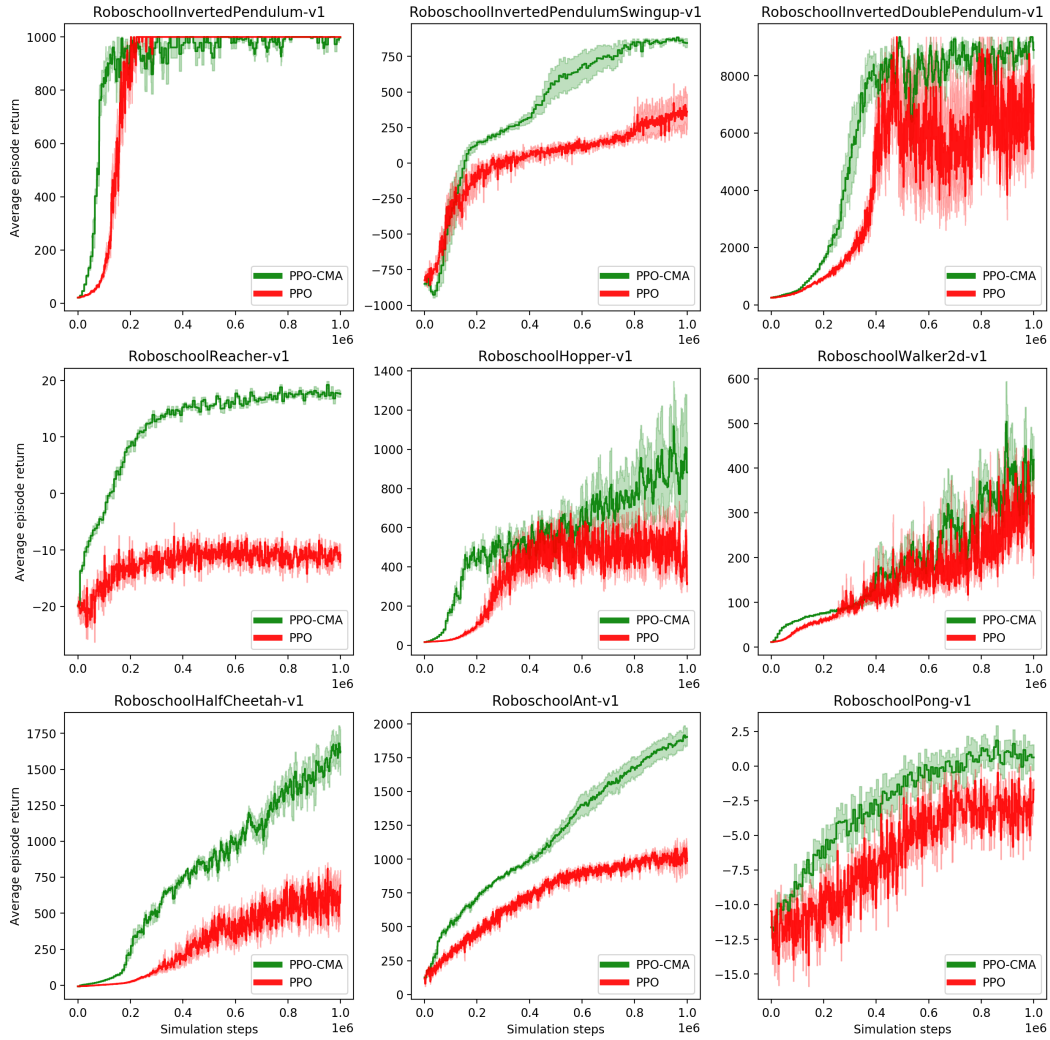 RoboschoolInvertedPendulum-v1
Average episode return
1000
800
600
400
200
0
PPO-CMA
PPO
0.0 0.2 0.4 0.6 0.8 1.0
1e6
RoboschoolInvertedPendulumSwingup-v1
750
500
250
0
−250
−500
−750
−1000
PPO-CMA
PPO
0.0 0.2 0.4 0.6 0.8 1.0
1e6
RoboschoolInvertedDoublePendulum-v1
8000
6000
4000
2000
0
PPO-CMA
PPO
0.0 0.2 0.4 0.6 0.8 1.0
1e6
RoboschoolReacher-v1
Average episode return
20
10
0
−10
−20
PPO-CMA
PPO
0.0 0.2 0.4 0.6 0.8 1.0
1e6
RoboschoolHopper-v1
1400
1200
1000
800
600
400
200
0
PPO-CMA
PPO
0.0 0.2 0.4 0.6 0.8 1.0
1e6
RoboschoolWalker2d-v1
600
500
400
300
200
100
0
PPO-CMA
PPO
0.0 0.2 0.4 0.6 0.8 1.0
1e6
RoboschoolHalfCheetah-v1
Average episode return
1750
1500
1250
1000
750
500
250
0
PPO-CMA
PPO
0.0 0.2 0.4 0.6 0.8 1.0
Simulation steps
1e6
RoboschoolAnt-v1
2000
1750
1500
1250
1000
750
500
250
0
PPO-CMA
PPO
0.0 0.2 0.4 0.6 0.8 1.0
Simulation steps
1e6
RoboschoolPong-v1
2.5
0.0
−2.5
−5.0
−7.5
−10.0
−12.5
−15.0
PPO-CMA
PPO
0.0 0.2 0.4 0.6 0.8 1.0
Simulation steps
1e6